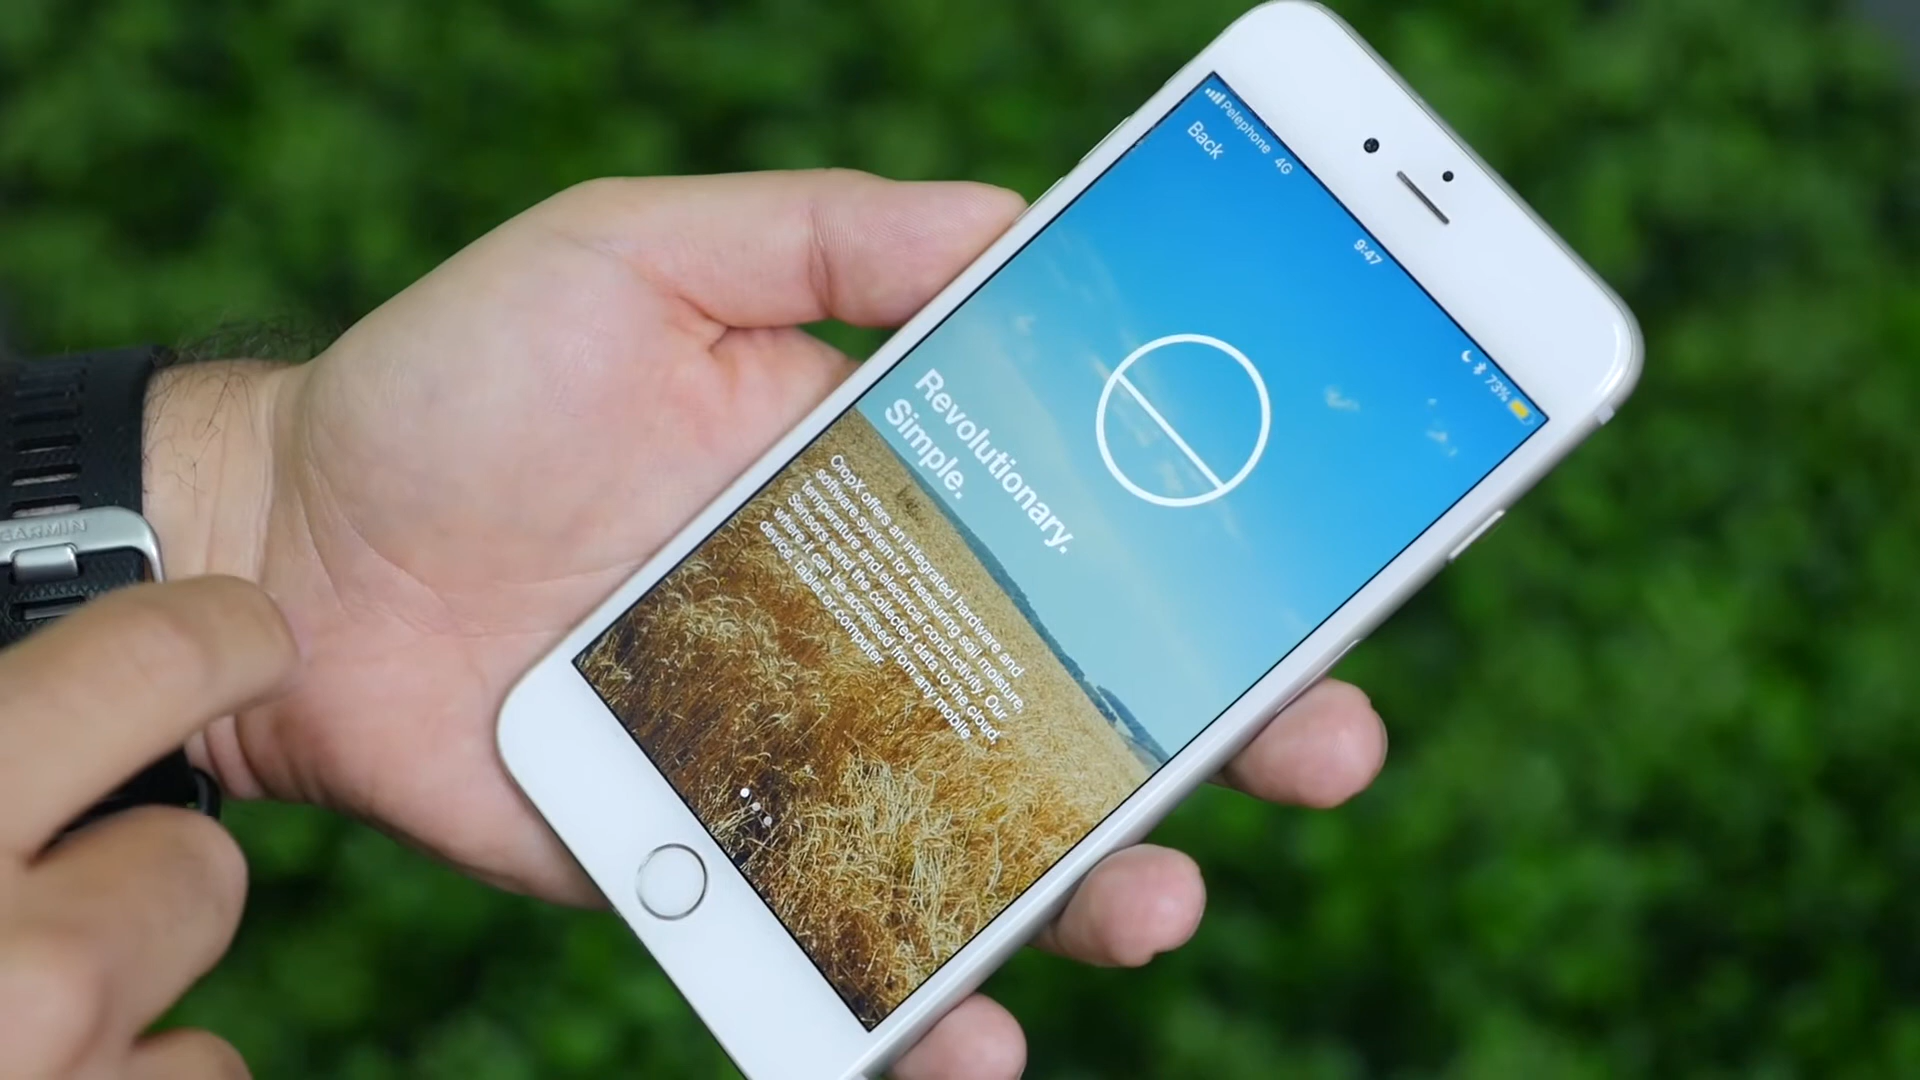 Pelephone 4G
9:47
73%
Back
Revolutionary.
Simple.
CropX offers an integrated hardware and
software system for measuring soil moisture,
temperature and electrical conductivity. Our
Sensors send the collected data to the cloud,
where it can be accessed from any mobile
device, tablet or computer.
GARMIN